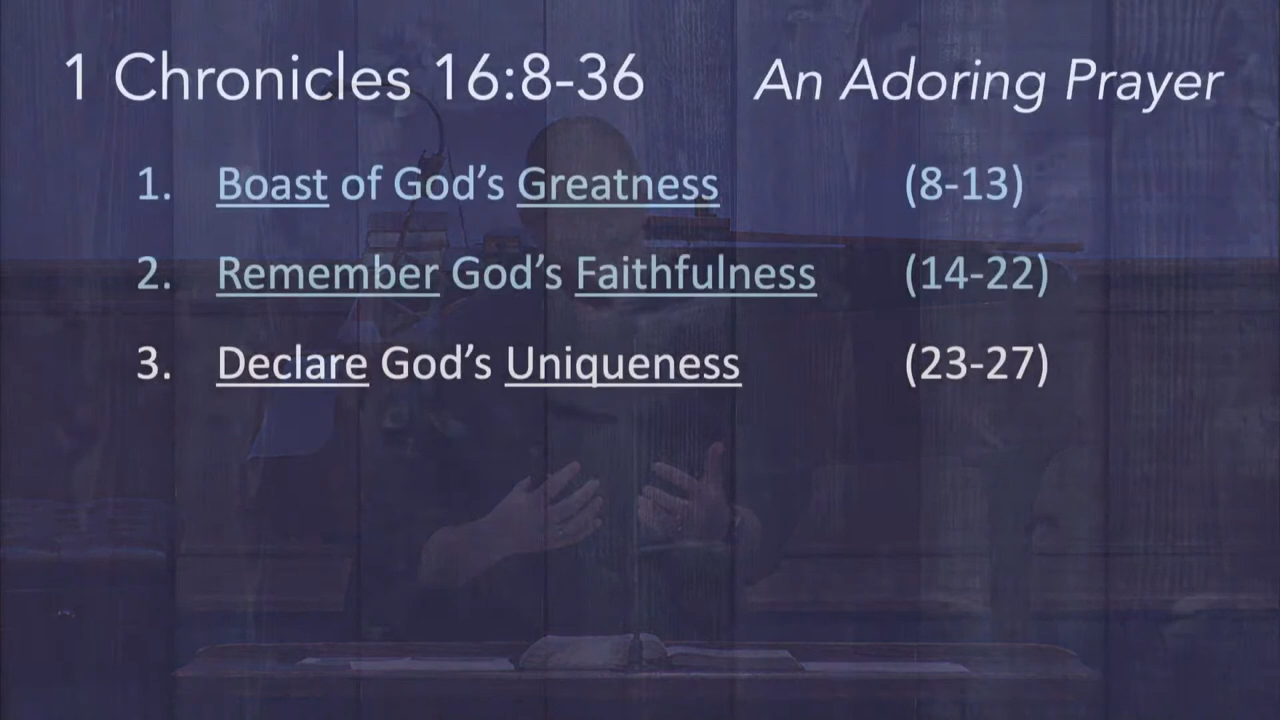 1 Chronicles 16:8-36 An Adoring Prayer
1. Boast of God’s Greatness (8-13)
2. Remember God’s Faithfulness (14-22)
3. Declare God’s Uniqueness (23-27)